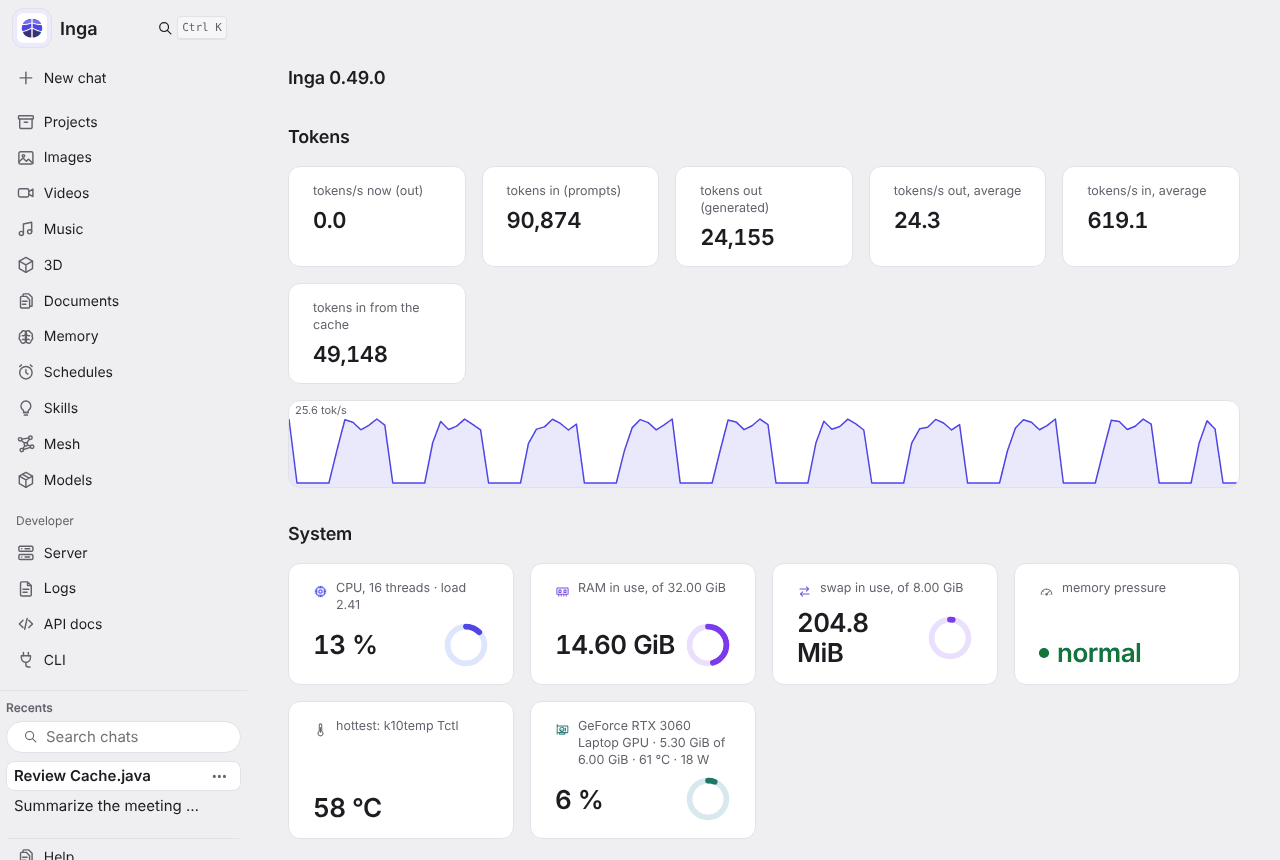 Inga
Ctrl K
New chat
Projects
Images
Videos
Music
3D
Documents
Memory
Schedules
Skills
Mesh
Models
Developer
Server
Logs
API docs
CLI
Recents
Search chats
Review Cache.java
Summarize the meeting ...
Help
Inga 0.49.0
Tokens
tokens/s now (out)
0.0
tokens in (prompts)
90,874
tokens out
(generated)
24,155
tokens/s out, average
24.3
tokens/s in, average
619.1
tokens in from the
cache
49,148
25.6 tok/s
System
CPU, 16 threads · load
2.41
13 %
RAM in use, of 32.00 GiB
14.60 GiB
swap in use, of 8.00 GiB
204.8
MiB
memory pressure
normal
hottest: k10temp Tctl
58 °C
GeForce RTX 3060
Laptop GPU · 5.30 GiB of
6.00 GiB · 61 °C · 18 W
6 %